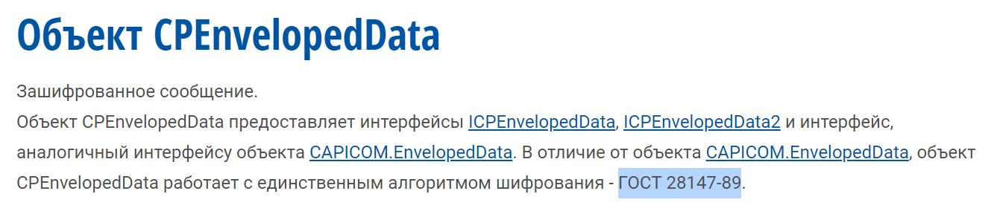 Объект CPEnvelopedData
Зашифрованное сообщение.
Объект CPEnvelopedData предоставляет интерфейсы ICPEnvelopedData, ICPEnvelopedData2 и интерфейс,
аналогичный интерфейсу объекта CAPICOM.EnvelopedData. В отличие от объекта CAPICOM.EnvelopedData, объект
CPEnvelopedData работает с единственным алгоритмом шифрования - ГОСТ 28147-89.